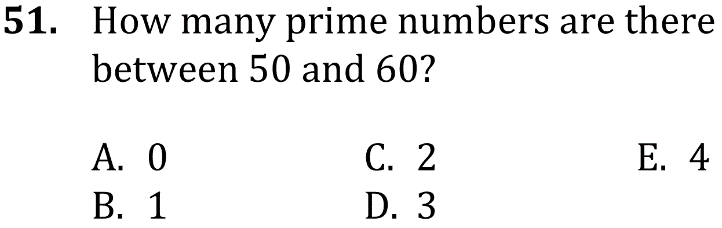 51. How many prime numbers are there
between 50 and 60?
A. 0 C. 2 E. 4
B. 1 D. 3